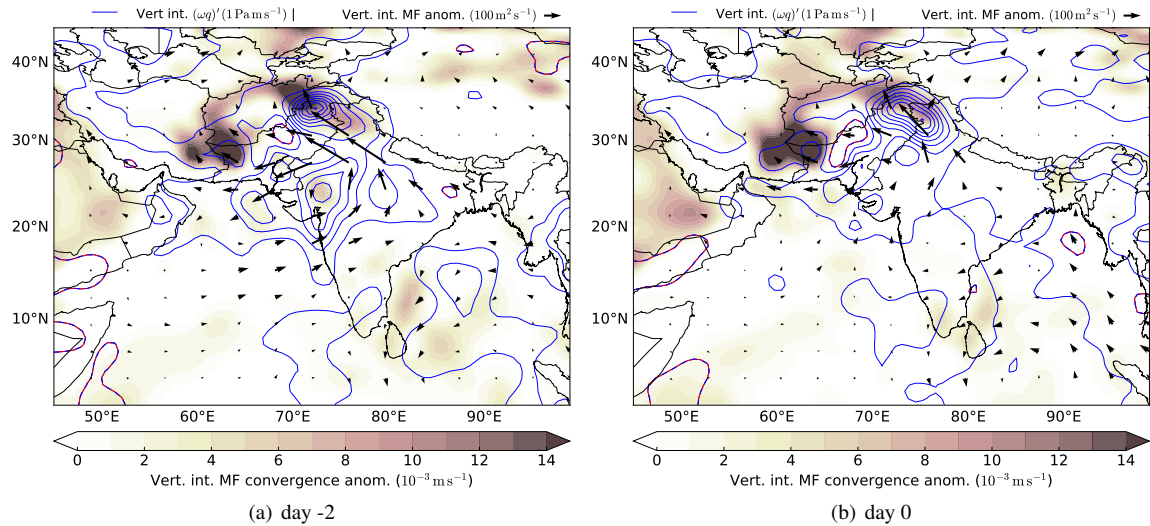 Vert int. (ωq)′(1 Pa m s⁻¹) | Vert. int. MF anom. (100 m² s⁻¹)
40°N
30°N
20°N
10°N
50°E 60°E 70°E 80°E 90°E
0 2 4 6 8 10 12 14
Vert. int. MF convergence anom. (10⁻³ m s⁻¹)
(a) day -2
Vert int. (ωq)′(1 Pa m s⁻¹) | Vert. int. MF anom. (100 m² s⁻¹)
40°N
30°N
20°N
10°N
50°E 60°E 70°E 80°E 90°E
0 2 4 6 8 10 12 14
Vert. int. MF convergence anom. (10⁻³ m s⁻¹)
(b) day 0